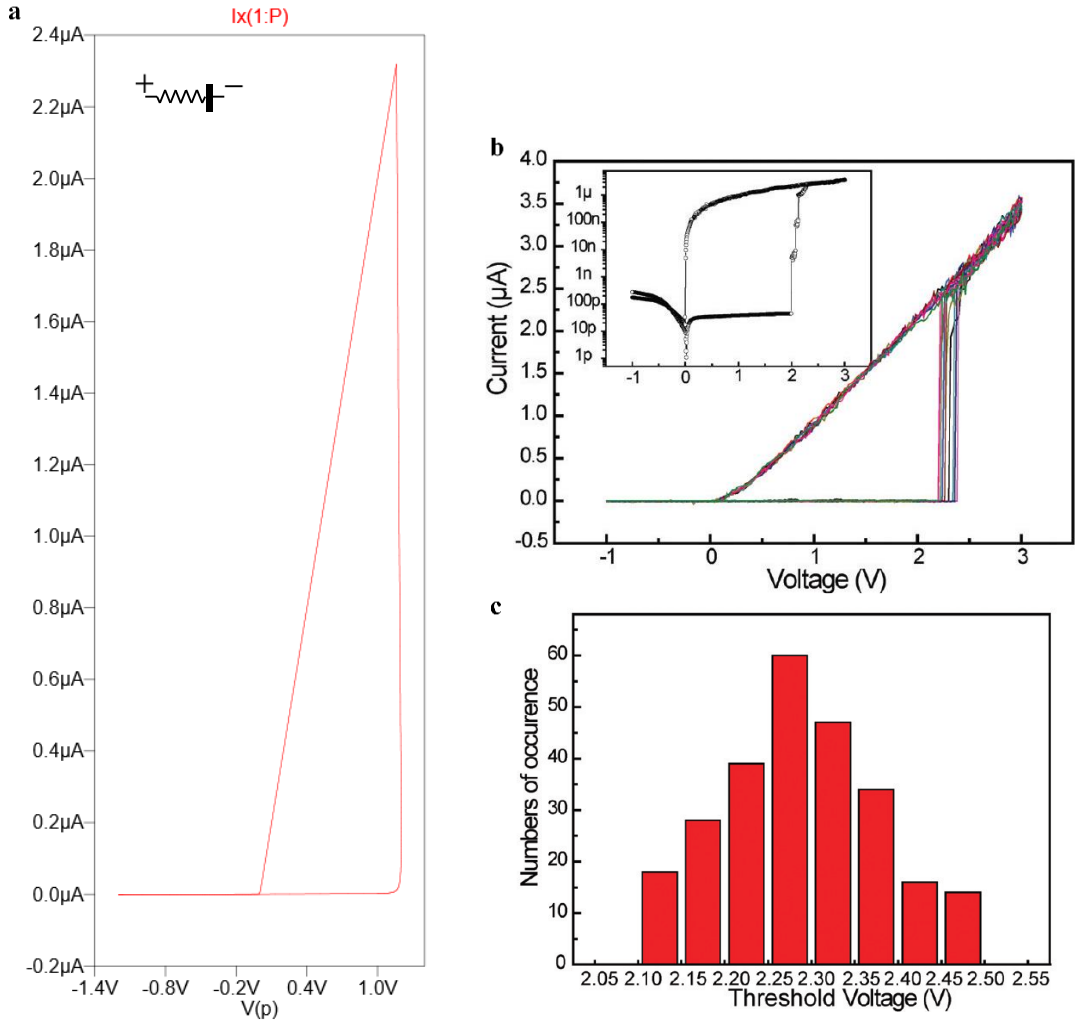 a
Ix(1:P)
2.4µA
2.2µA
2.0µA
1.8µA
1.6µA
1.4µA
1.2µA
1.0µA
0.8µA
0.6µA
0.4µA
0.2µA
0.0µA
-0.2µA
+ −
-1.4V -0.8V -0.2V 0.4V 1.0V
V(p)
b
4.0
3.5
3.0
2.5
2.0
1.5
1.0
0.5
0.0
-0.5
Current (µA)
1µ
100n
10n
1n
100p
10p
1p
-1 0 1 2 3
-1 0 1 2 3
Voltage (V)
c
60
50
40
30
20
10
0
Numbers of occurence
2.05 2.10 2.15 2.20 2.25 2.30 2.35 2.40 2.45 2.50 2.55
Threshold Voltage (V)